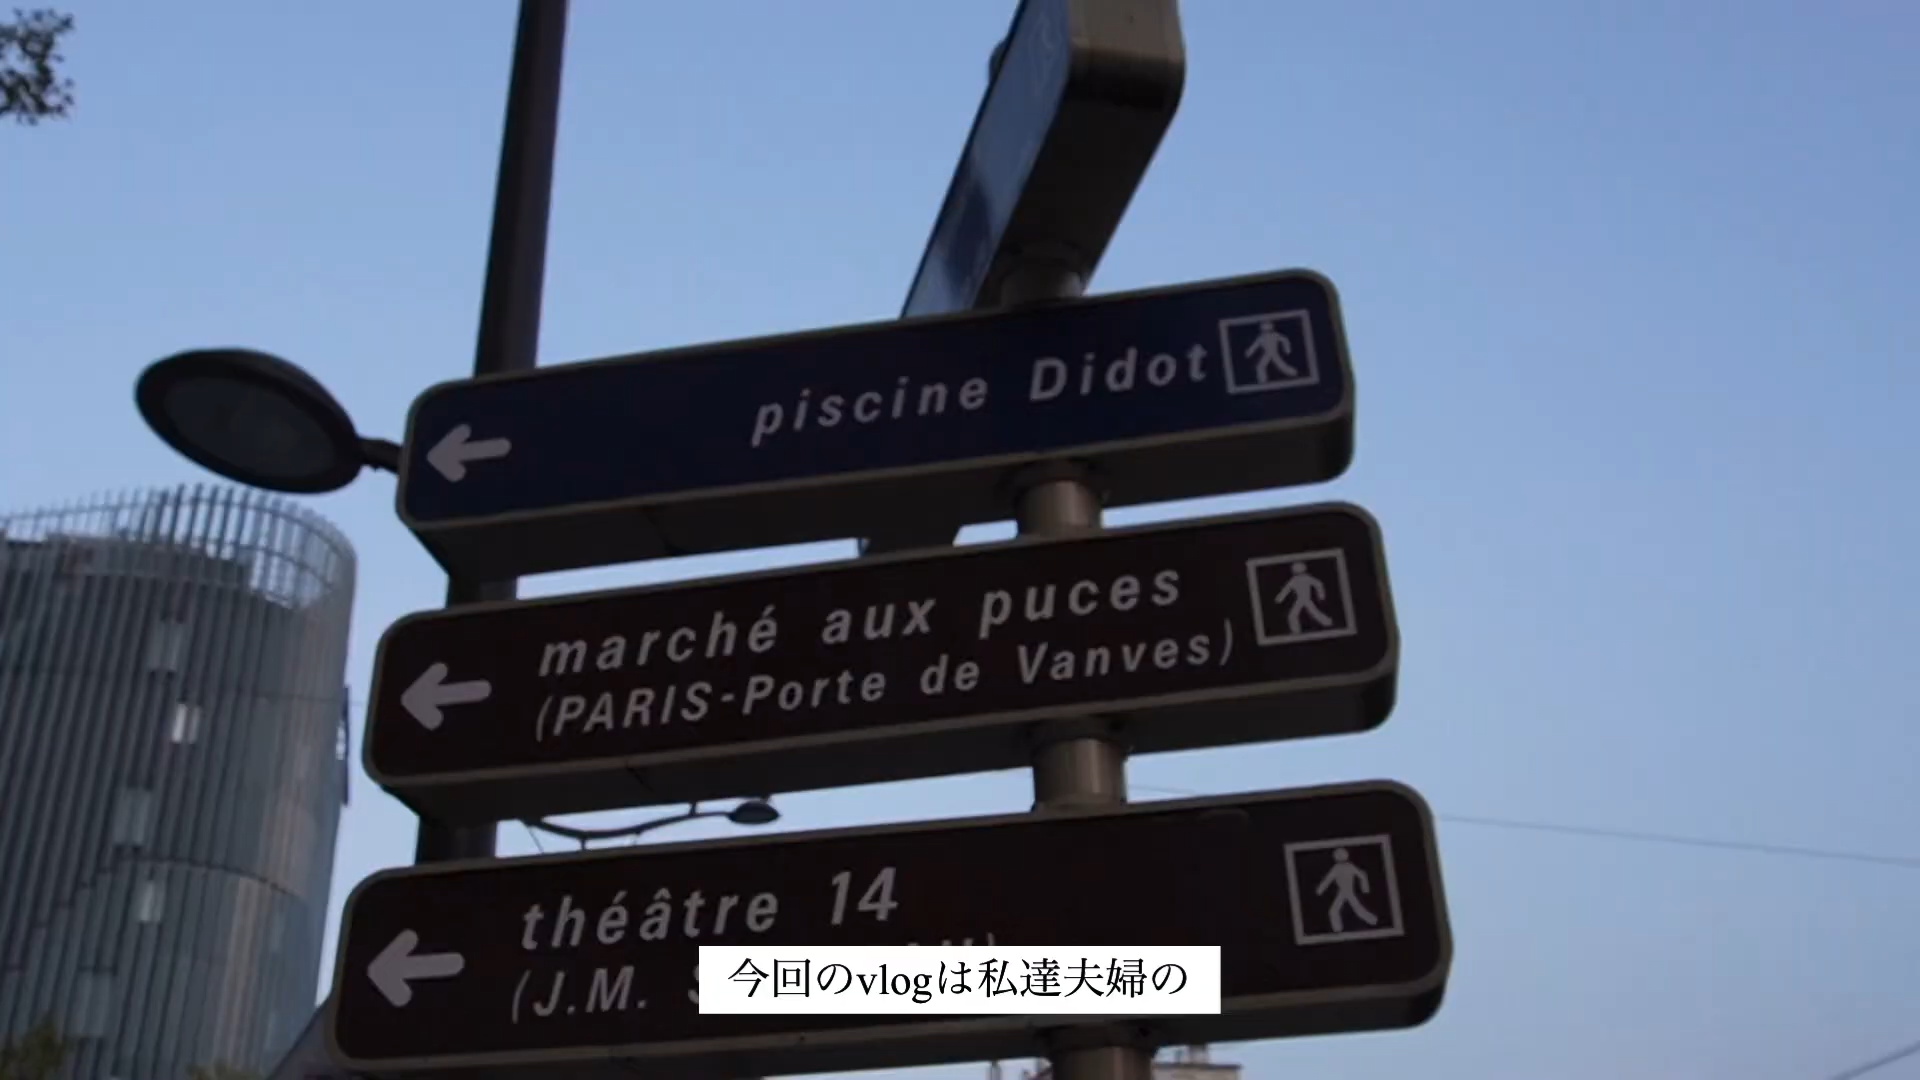 piscine Didot
marché aux puces
(PARIS-Porte de Vanves)
théâtre 14
(J.M.
今回のvlogは私達夫婦の